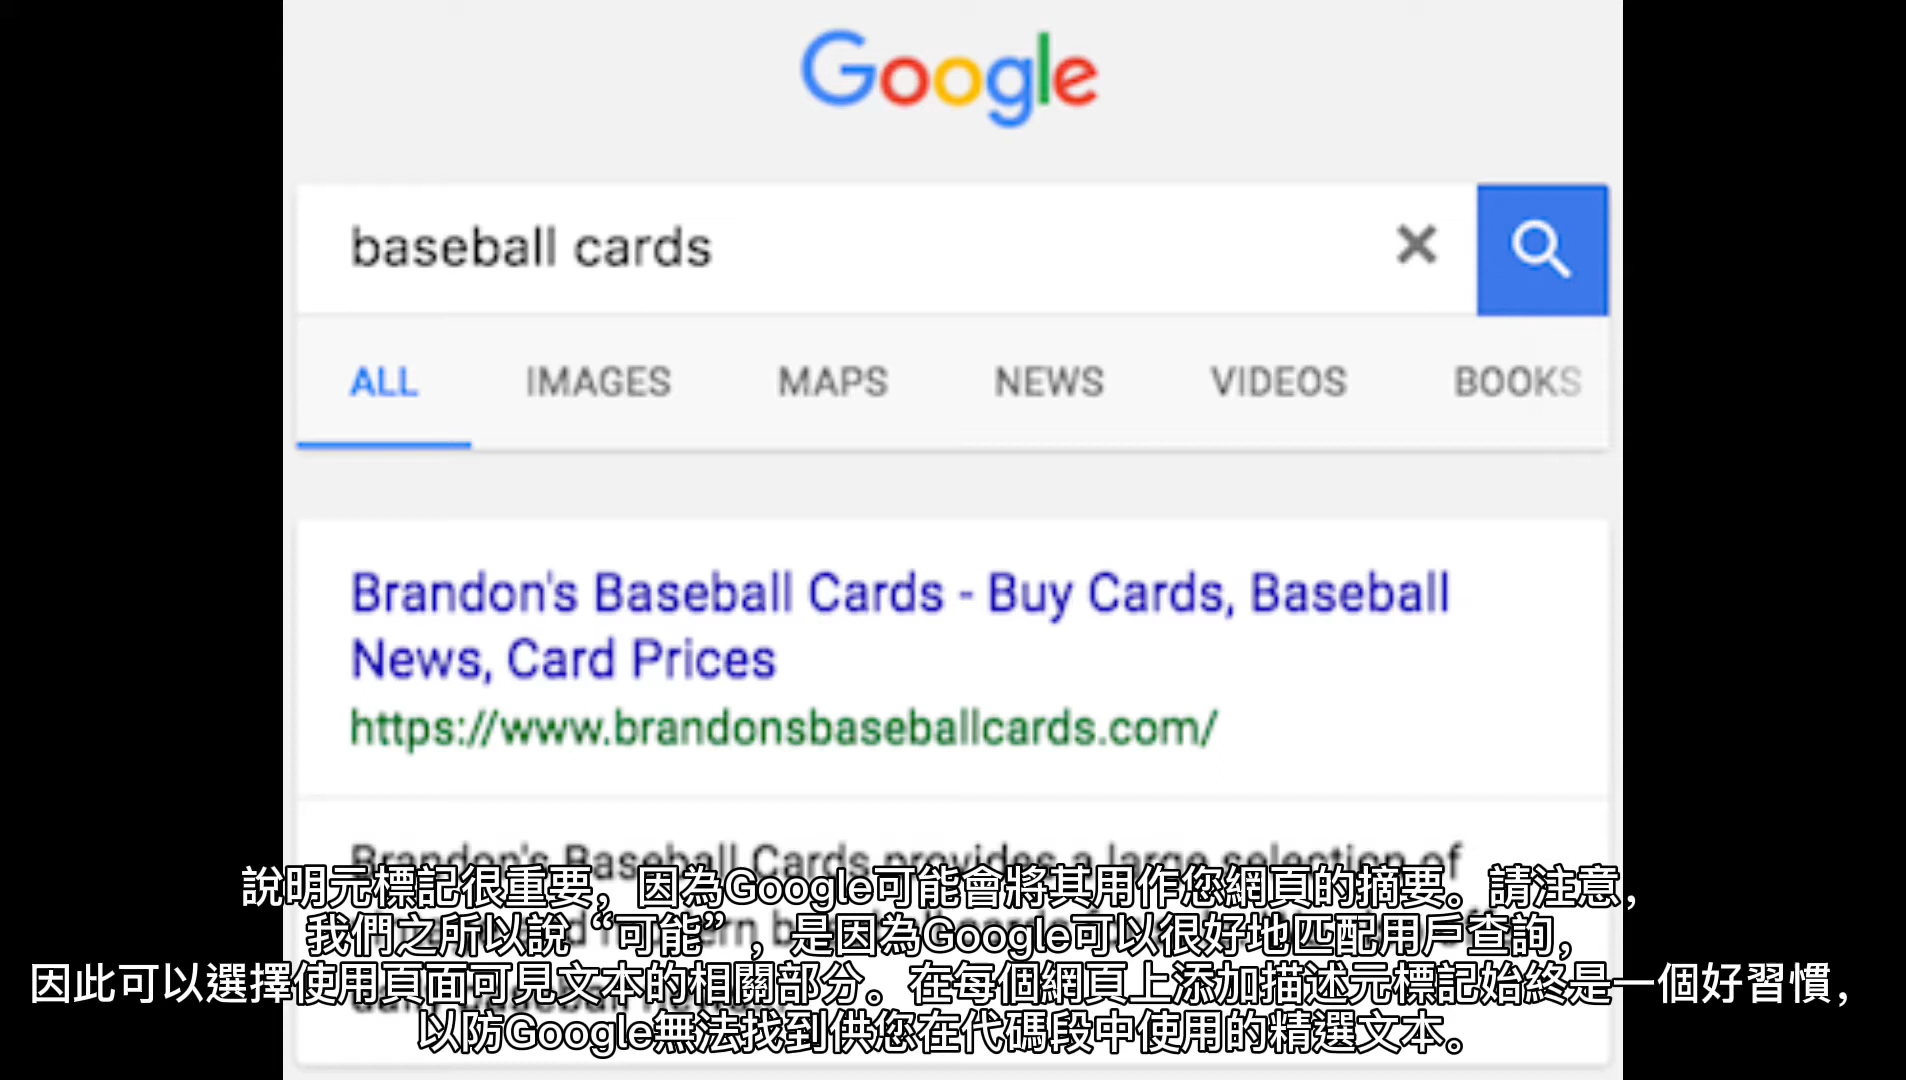 Google
baseball cards
ALL IMAGES MAPS NEWS VIDEOS BOOKS
Brandon's Baseball Cards - Buy Cards, Baseball
News, Card Prices
https://www.brandonsbaseballcards.com/
Brandon's Baseball Cards provides a large selection of
說明元標記很重要，因為Google可能會將其用作您網頁的摘要。請注意，
我們之所以說“可能”，是因為Google可以很好地匹配用戶查詢，
因此可以選擇使用頁面可見文本的相關部分。在每個網頁上添加描述元標記始終是一個好習慣，
以防Google無法找到供您在代碼段中使用的精選文本。